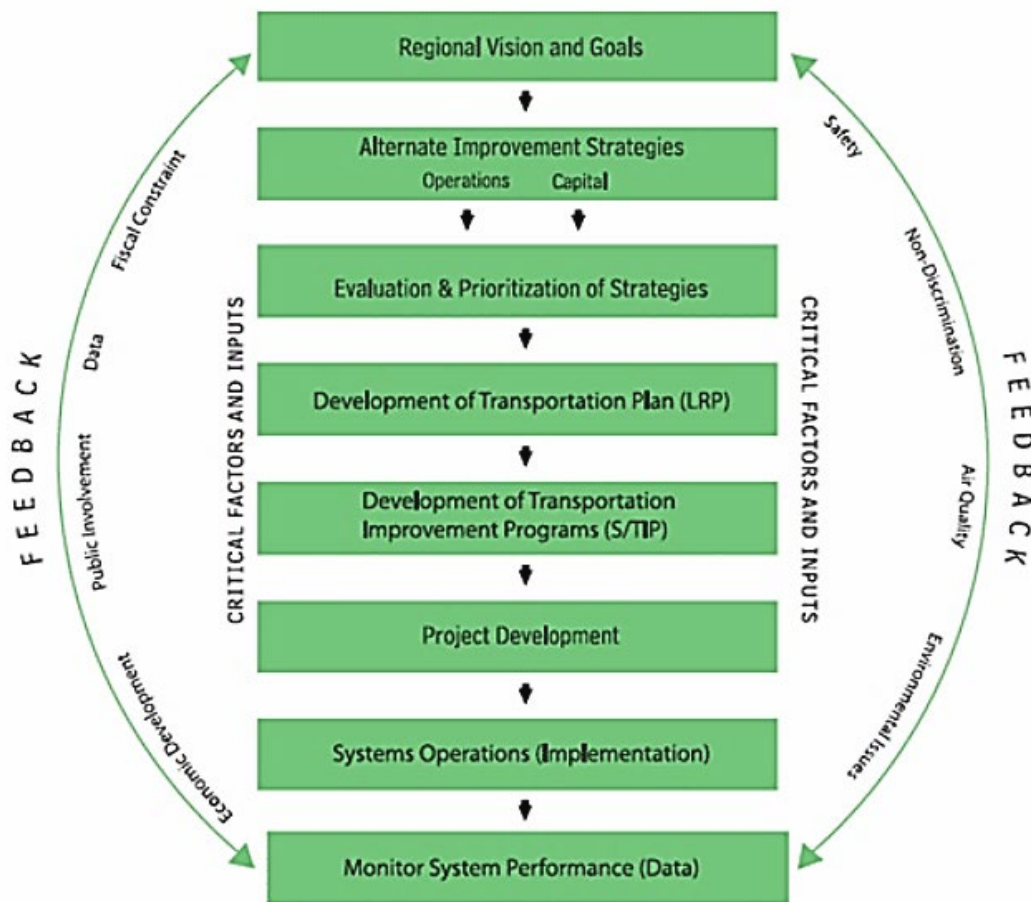 Regional Vision and Goals
Alternate Improvement Strategies
Operations Capital
Evaluation & Prioritization of Strategies
Development of Transportation Plan (LRP)
Development of Transportation
Improvement Programs (S/TIP)
Project Development
Systems Operations (Implementation)
Monitor System Performance (Data)
FEEDBACK
Fiscal Constraint
Data
Public Involvement
Economic Development
CRITICAL FACTORS AND INPUTS
CRITICAL FACTORS AND INPUTS
Safety
Non-Discrimination
Air Quality
Environmental Issues
FEEDBACK